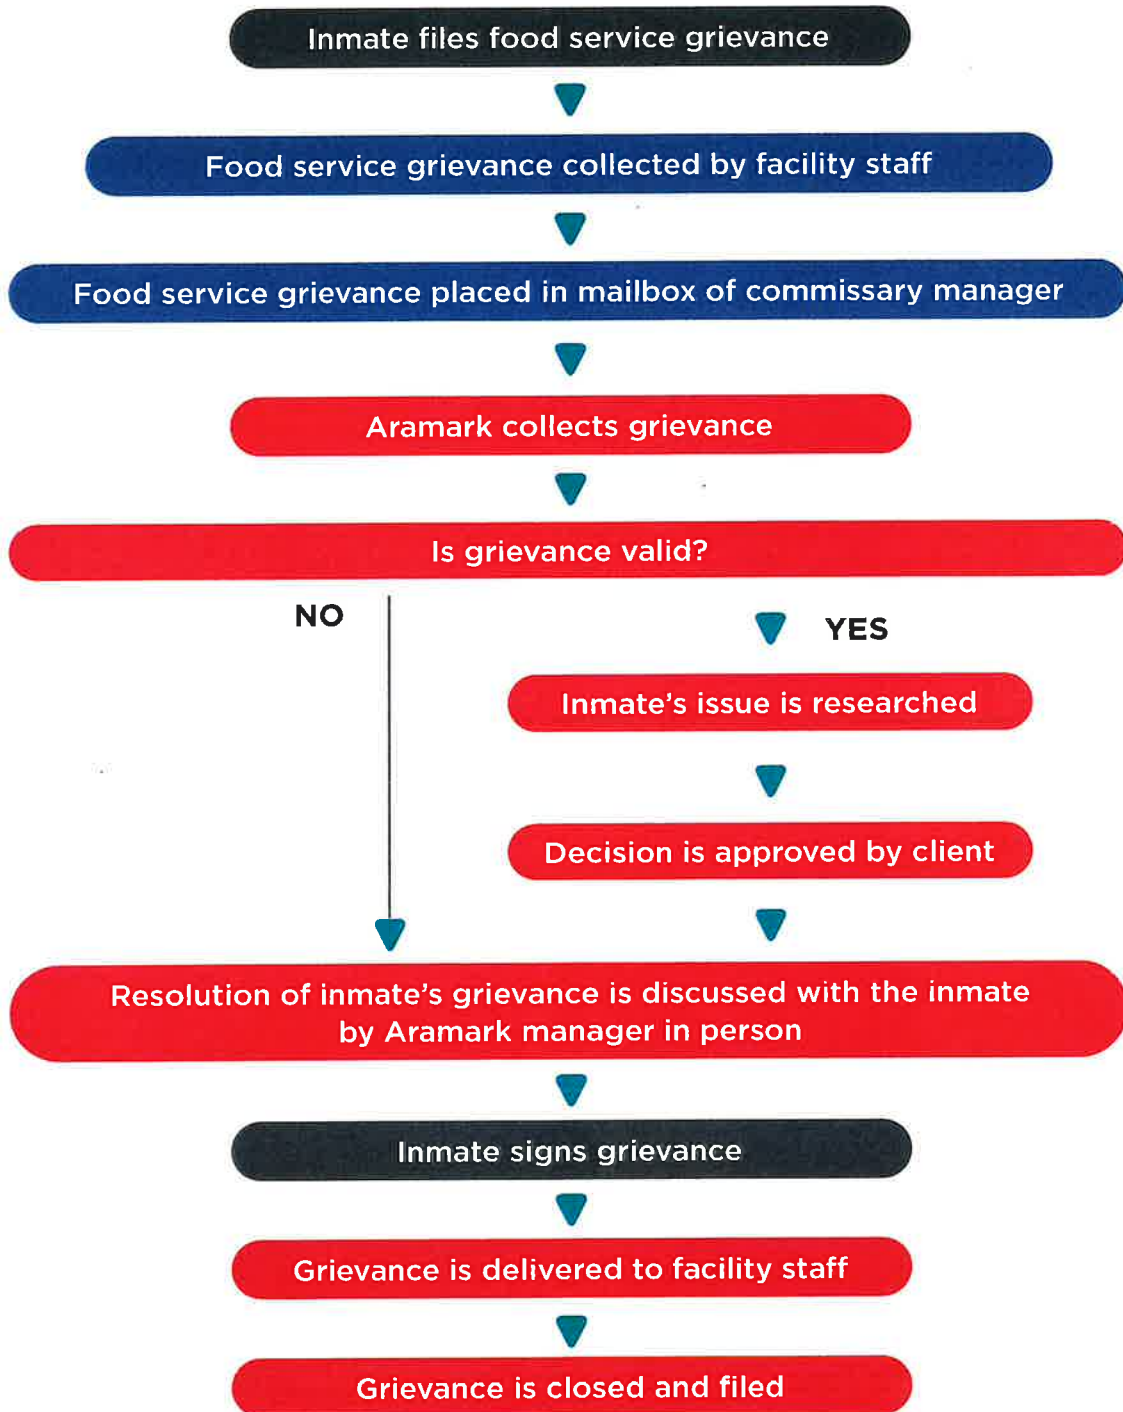 Inmate files food service grievance
Food service grievance collected by facility staff
Food service grievance placed in mailbox of commissary manager
Aramark collects grievance
Is grievance valid?
NO
YES
Inmate's issue is researched
Decision is approved by client
Resolution of inmate's grievance is discussed with the inmate
by Aramark manager in person
Inmate signs grievance
Grievance is delivered to facility staff
Grievance is closed and filed